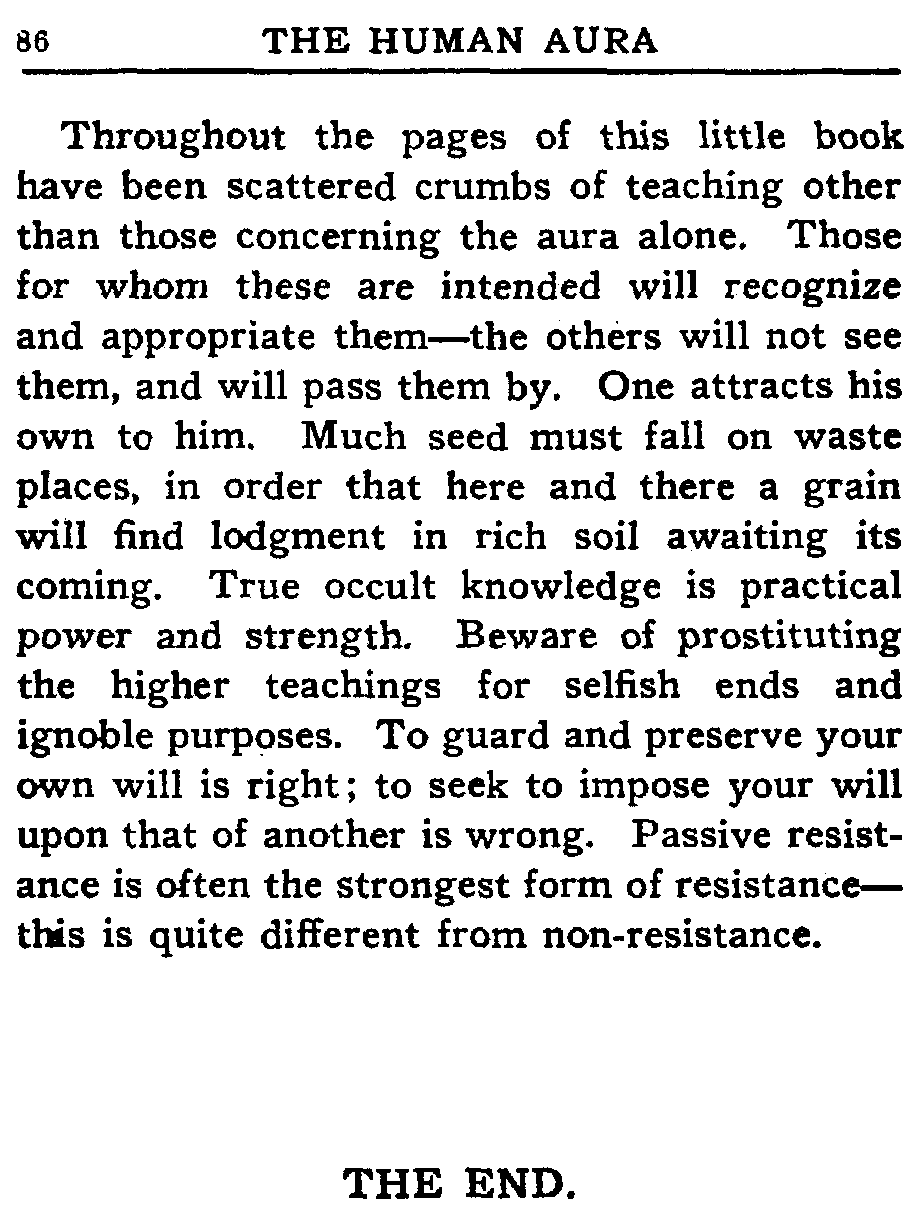 86 THE HUMAN AURA
Throughout the pages of this little book
have been scattered crumbs of teaching other
than those concerning the aura alone. Those
for whom these are intended will recognize
and appropriate them—the others will not see
them, and will pass them by. One attracts his
own to him. Much seed must fall on waste
places, in order that here and there a grain
will find lodgment in rich soil awaiting its
coming. True occult knowledge is practical
power and strength. Beware of prostituting
the higher teachings for selfish ends and
ignoble purposes. To guard and preserve your
own will is right; to seek to impose your will
upon that of another is wrong. Passive resist-
ance is often the strongest form of resistance—
this is quite different from non-resistance.
THE END.